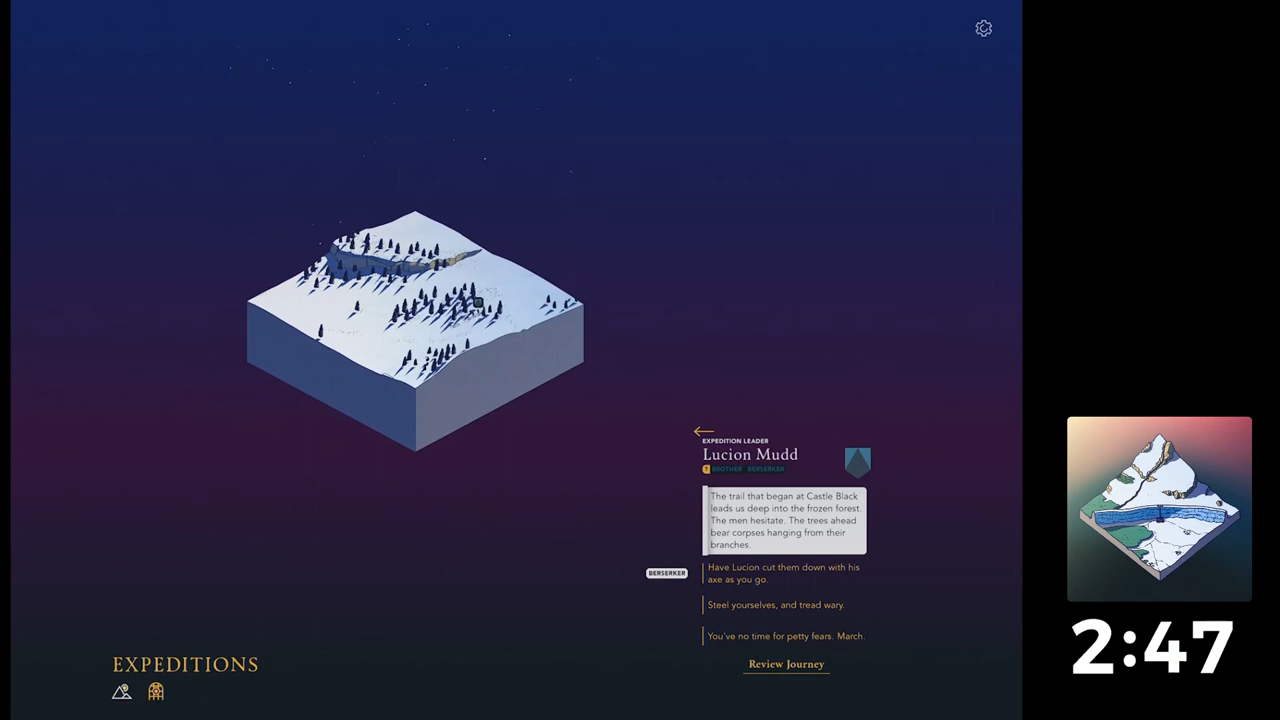 EXPEDITION LEADER
Lucion Mudd
BROTHER BERSERKER
The trail that began at Castle Black
leads us deep into the frozen forest.
The men hesitate. The trees ahead
bear corpses hanging from their
branches.
BERSERKER
Have Lucion cut them down with his
axe as you go.
Steel yourselves, and tread wary.
You've no time for petty fears. March.
Review Journey
EXPEDITIONS
2:47